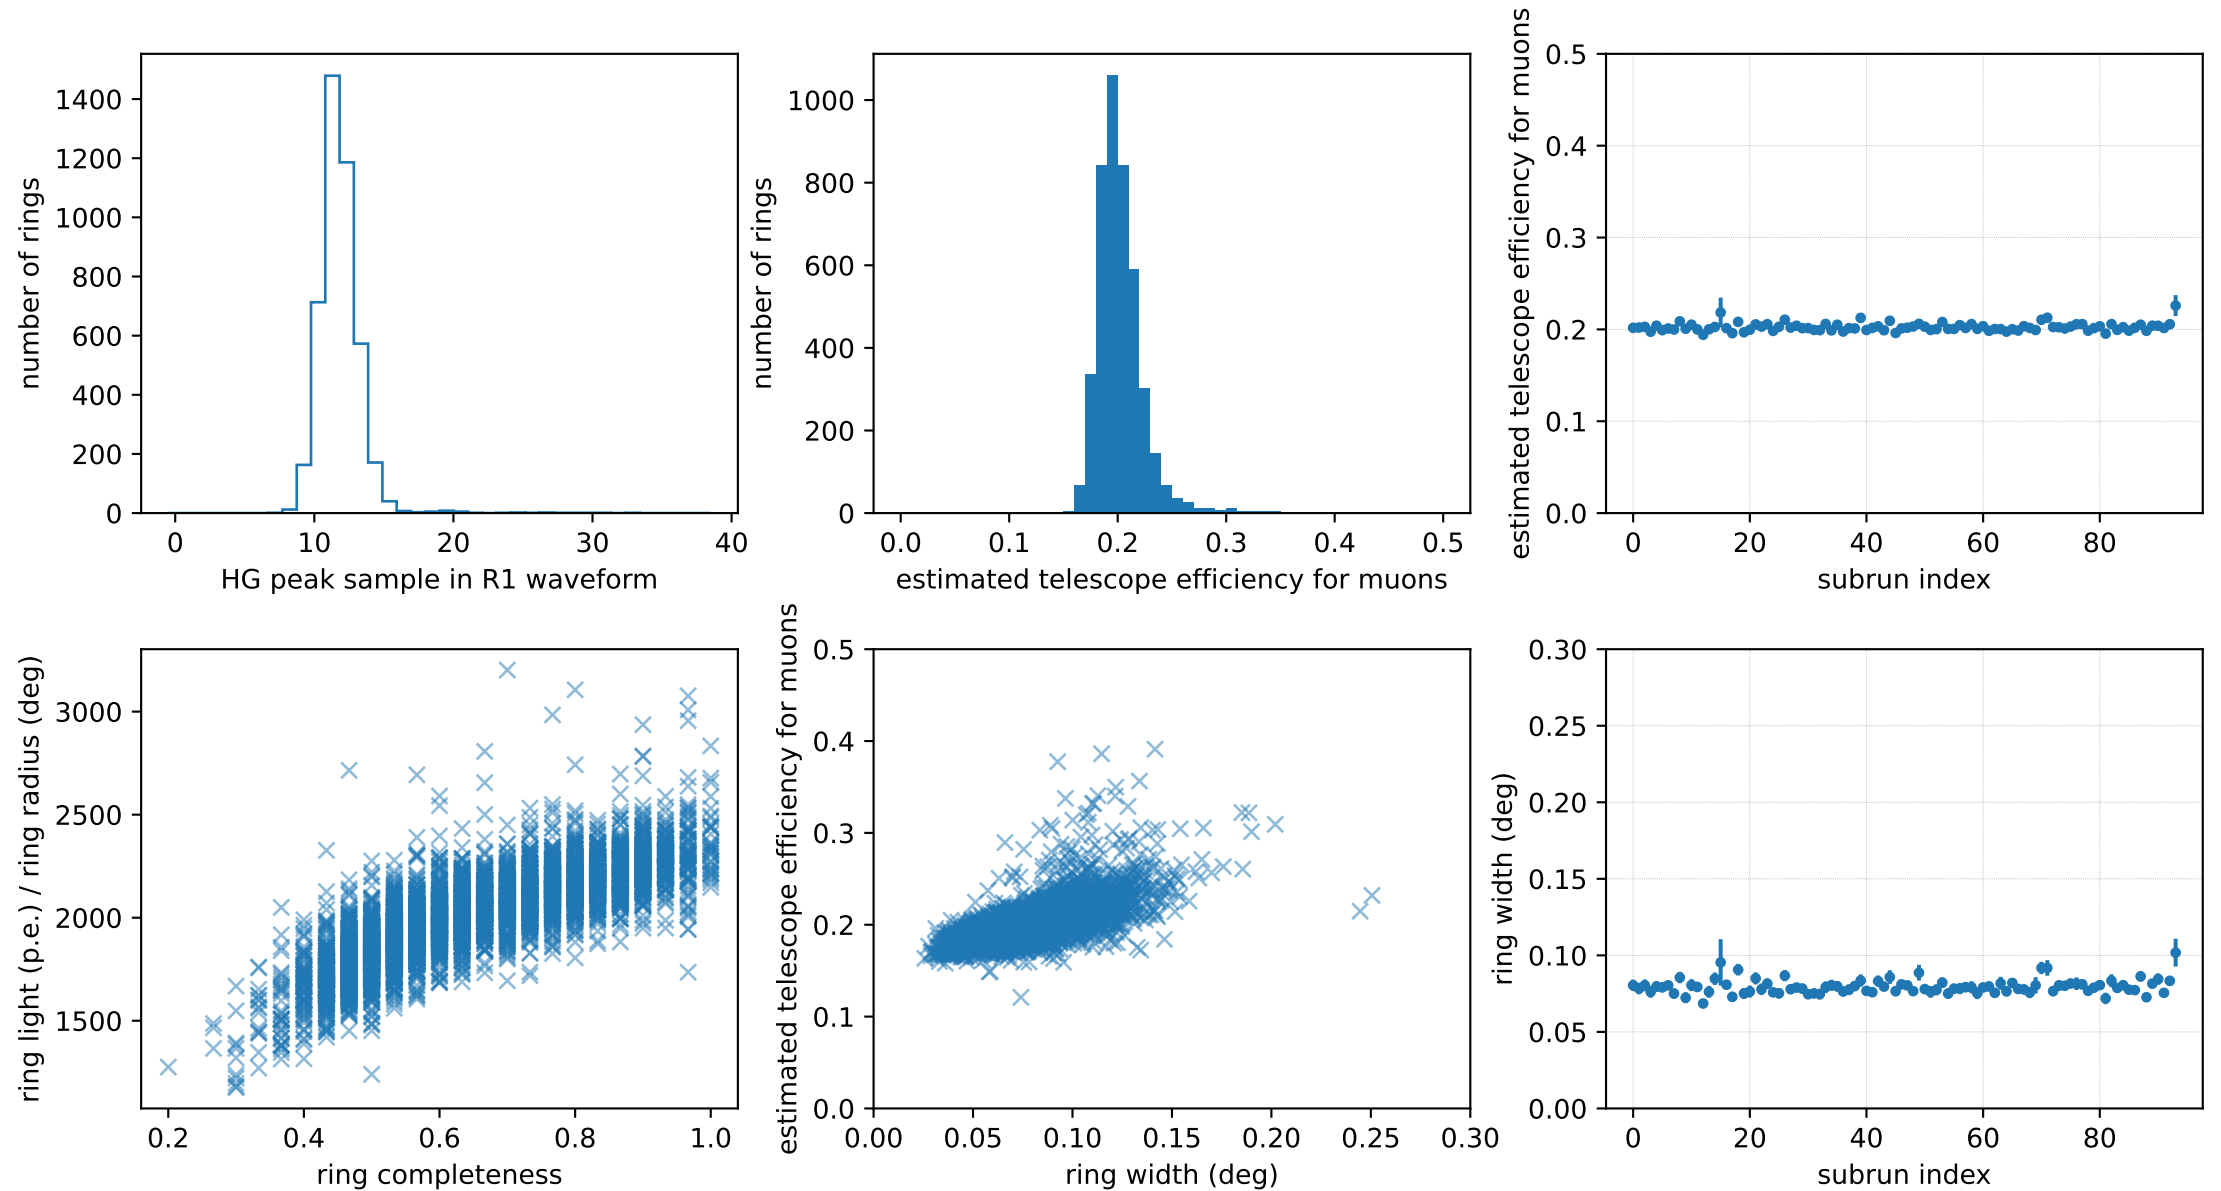 number of rings
1400
1200
1000
800
600
400
200
0
0 10 20 30 40
HG peak sample in R1 waveform
number of rings
1000
800
600
400
200
0
0.0 0.1 0.2 0.3 0.4 0.5
estimated telescope efficiency for muons
estimated telescope efficiency for muons
0.5
0.4
0.3
0.2
0.1
0.0
0 20 40 60 80
subrun index
ring light (p.e.) / ring radius (deg)
3000
2500
2000
1500
0.2 0.4 0.6 0.8 1.0
ring completeness
estimated telescope efficiency for muons
0.5
0.4
0.3
0.2
0.1
0.0
0.00 0.05 0.10 0.15 0.20 0.25 0.30
ring width (deg)
ring width (deg)
0.30
0.25
0.20
0.15
0.10
0.05
0.00
0 20 40 60 80
subrun index